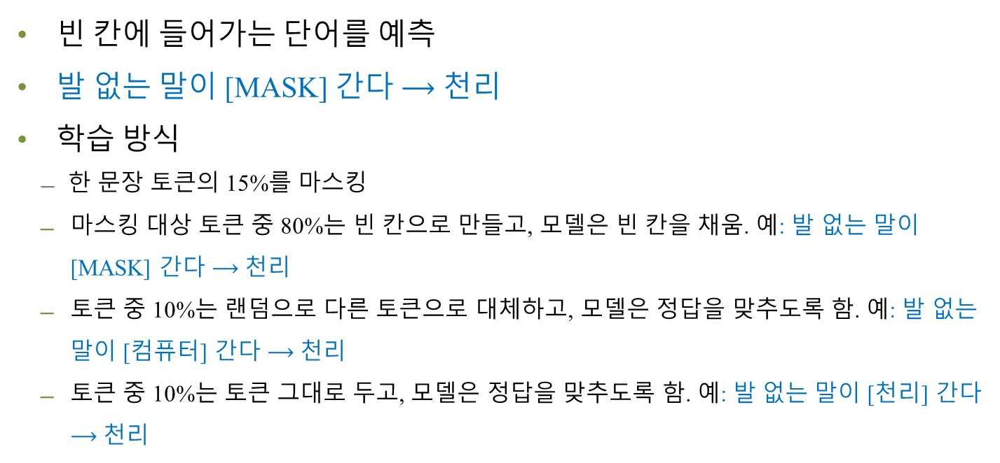 • 빈 칸에 들어가는 단어를 예측
• 발 없는 말이 [MASK] 간다 → 천리
• 학습 방식
– 한 문장 토큰의 15%를 마스킹
– 마스킹 대상 토큰 중 80%는 빈 칸으로 만들고, 모델은 빈 칸을 채움. 예: 발 없는 말이
[MASK] 간다 → 천리
– 토큰 중 10%는 랜덤으로 다른 토큰으로 대체하고, 모델은 정답을 맞추도록 함. 예: 발 없는
말이 [컴퓨터] 간다 → 천리
– 토큰 중 10%는 토큰 그대로 두고, 모델은 정답을 맞추도록 함. 예: 발 없는 말이 [천리] 간다
→ 천리